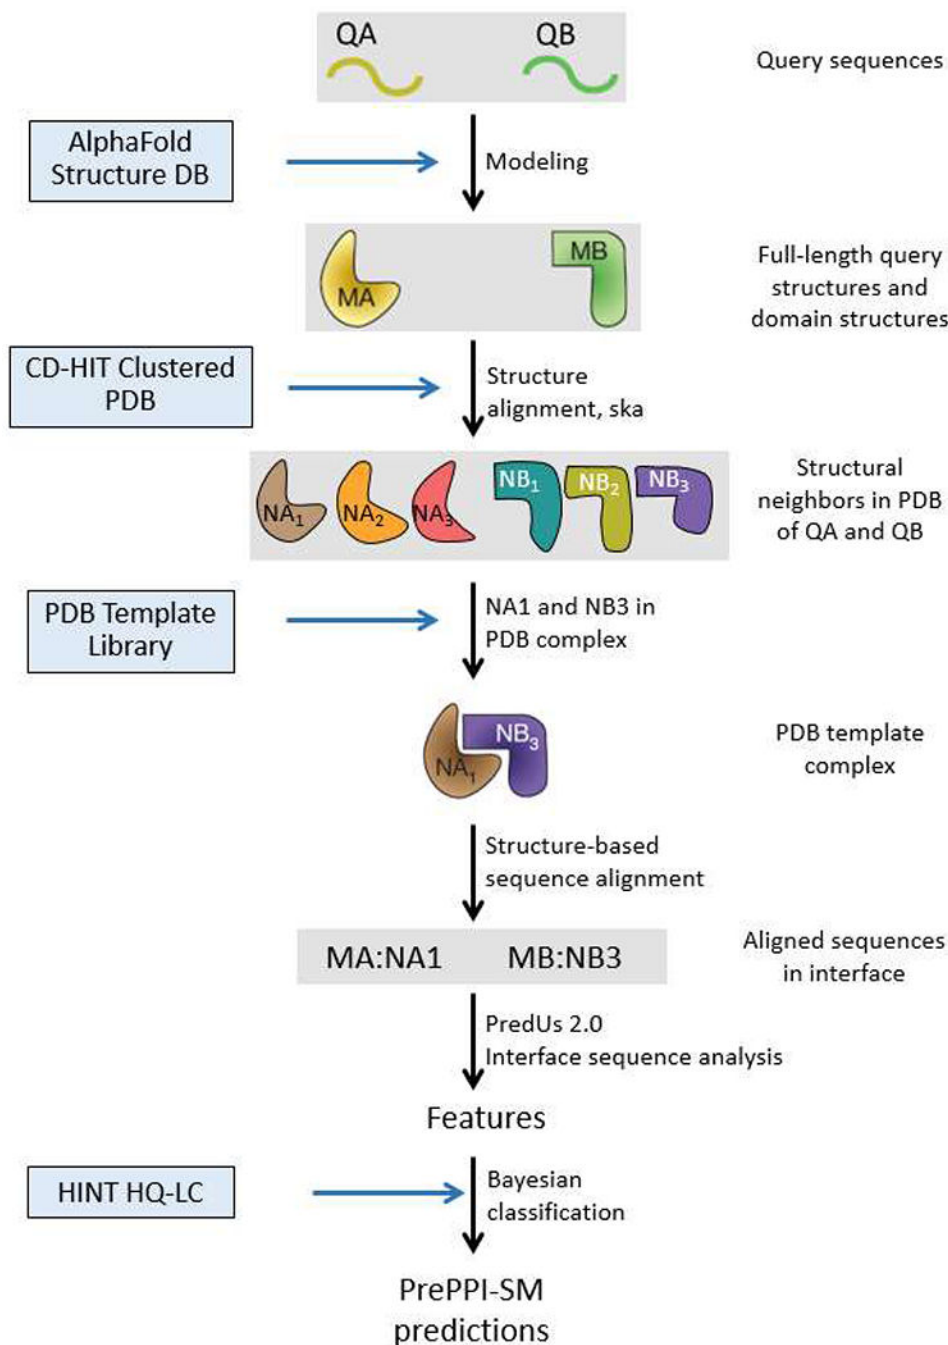 QA QB
Query sequences
AlphaFold
Structure DB
Modeling
MA MB
Full-length query
structures and
domain structures
CD-HIT Clustered
PDB
Structure
alignment, ska
NA₁ NA₂ NA₃ NB₁ NB₂ NB₃
Structural
neighbors in PDB
of QA and QB
PDB Template
Library
NA1 and NB3 in
PDB complex
NA₁ NB₃
PDB template
complex
Structure-based
sequence alignment
MA:NA1 MB:NB3
Aligned sequences
in interface
PredUs 2.0
Interface sequence analysis
Features
HINT HQ-LC
Bayesian
classification
PrePPI-SM
predictions